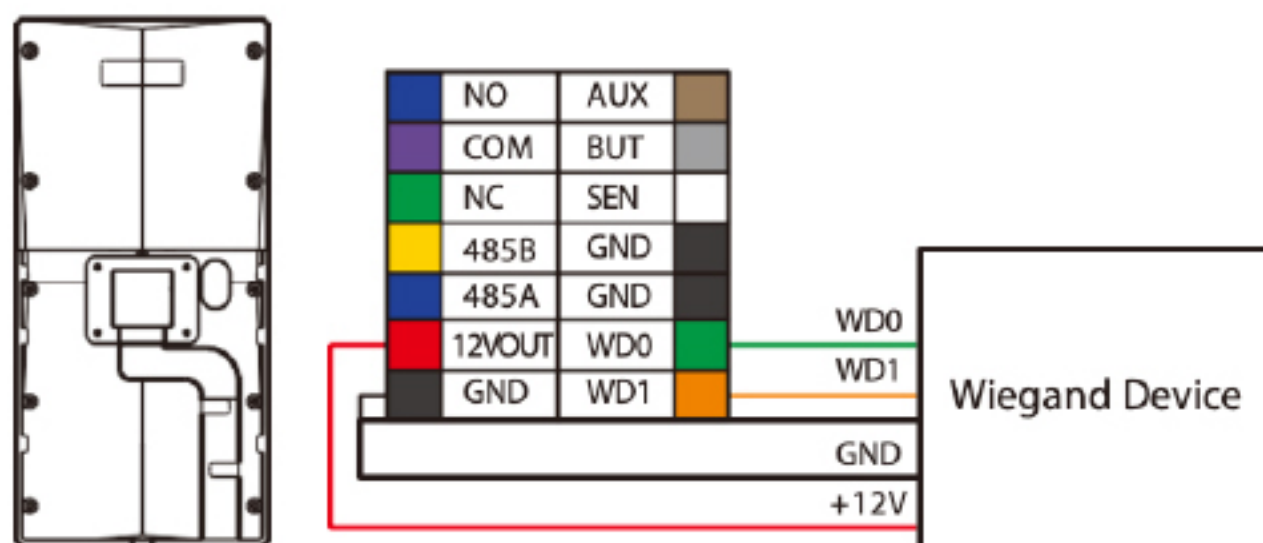 NO AUX
COM BUT
NC SEN
485B GND
485A GND
12VOUT WD0
GND WD1
WD0
WD1
GND
+12V
Wiegand Device